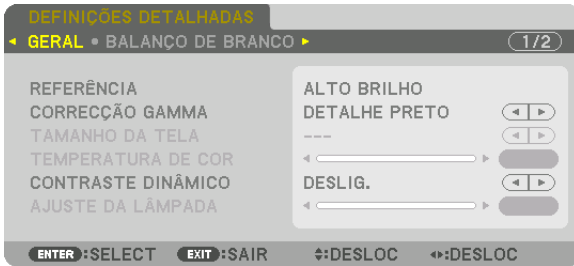 DEFINIÇÕES DETALHADAS
GERAL • BALANÇO DE BRANCO 1/2
REFERÊNCIA ALTO BRILHO
CORRECÇÃO GAMMA DETALHE PRETO
TAMANHO DA TELA ---
TEMPERATURA DE COR
CONTRASTE DINÂMICO DESLIG.
AJUSTE DA LÂMPADA
ENTER :SELECT EXIT :SAIR :DESLOC :DESLOC